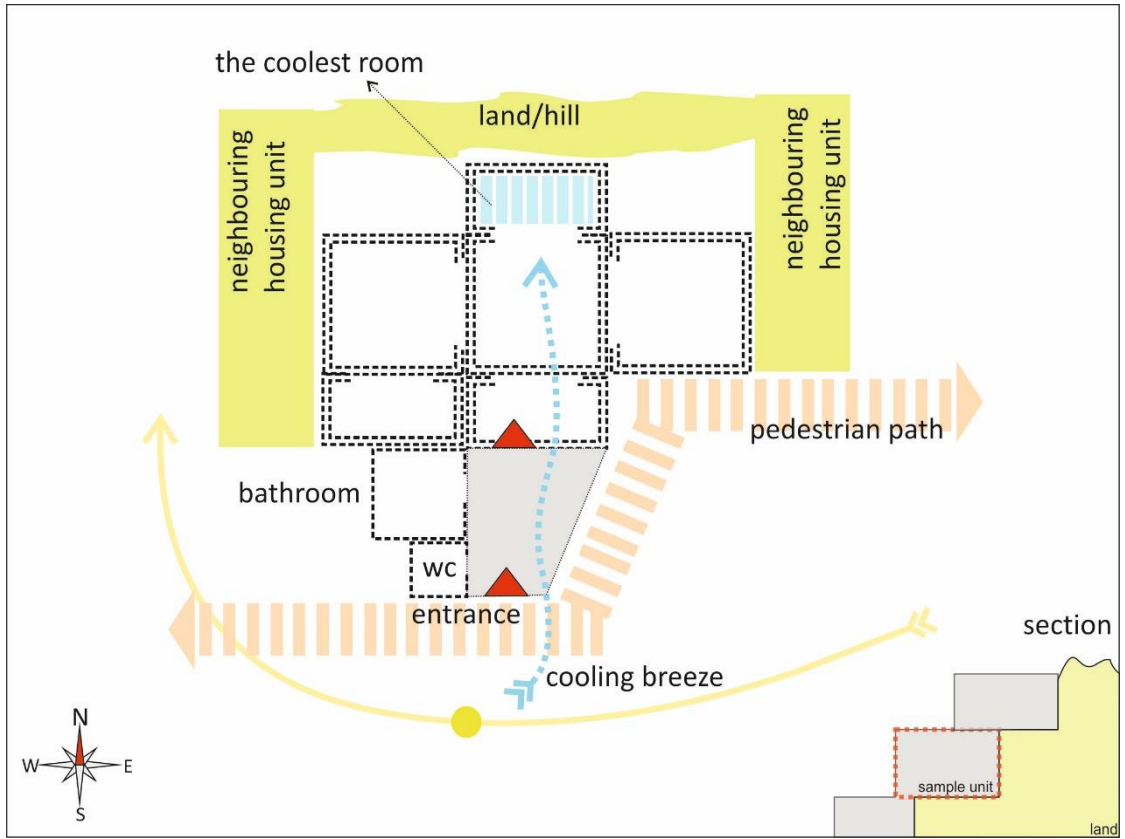 the coolest room
land/hill
neighbouring
housing unit
neighbouring
housing unit
pedestrian path
bathroom
wc
entrance
section
cooling breeze
N
W
E
S
sample unit
land